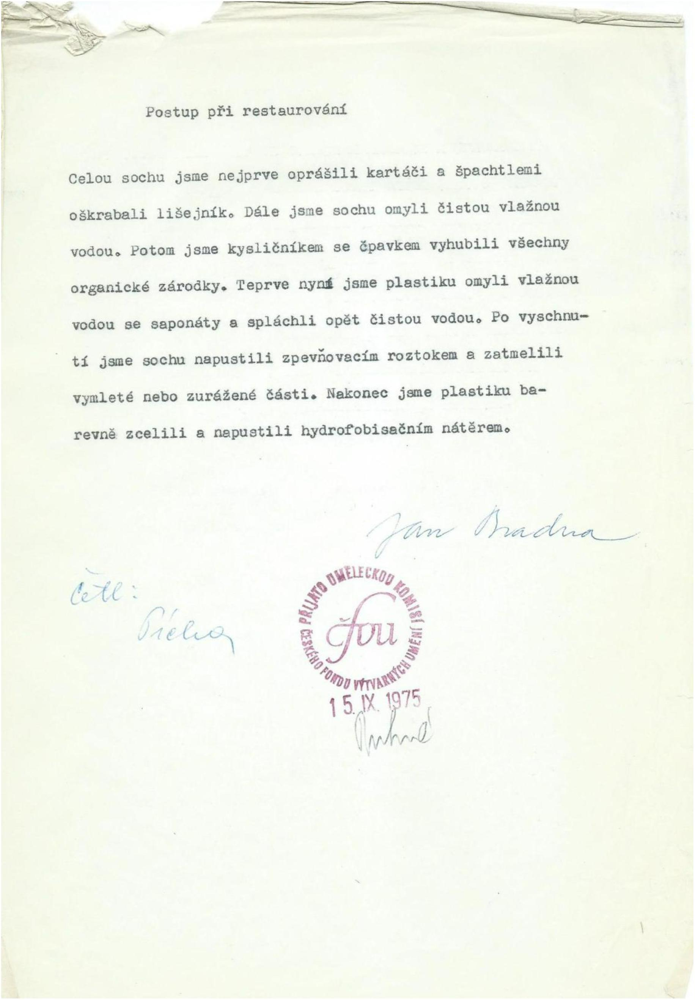 Postup při restaurování
Celou sochu jsme nejprve oprášili kartáči a špachtlemi
oškrabali lišejník. Dále jsme sochu omyli čistou vlažnou
vodou. Potom jsme kysličníkem se čpavkem vyhubili všechny
organické zárodky. Teprve nyní jsme plastiku omyli vlažnou
vodou se saponáty a spláchli opět čistou vodou. Po vyschnu-
tí jsme sochu napustili zpevňovacím roztokem a zatmelili
vymleté nebo zurážené části. Nakonec jsme plastiku ba-
revně zcelili a napustili hydrofobisačním nátěrem.
Jan Bradna
četl:
PŘIJATO UMĚLECKOU KOMISÍ
čfvu
ČESKÉHO FONDU VÝTVARNÝCH UMĚNÍ
15. IX. 1975